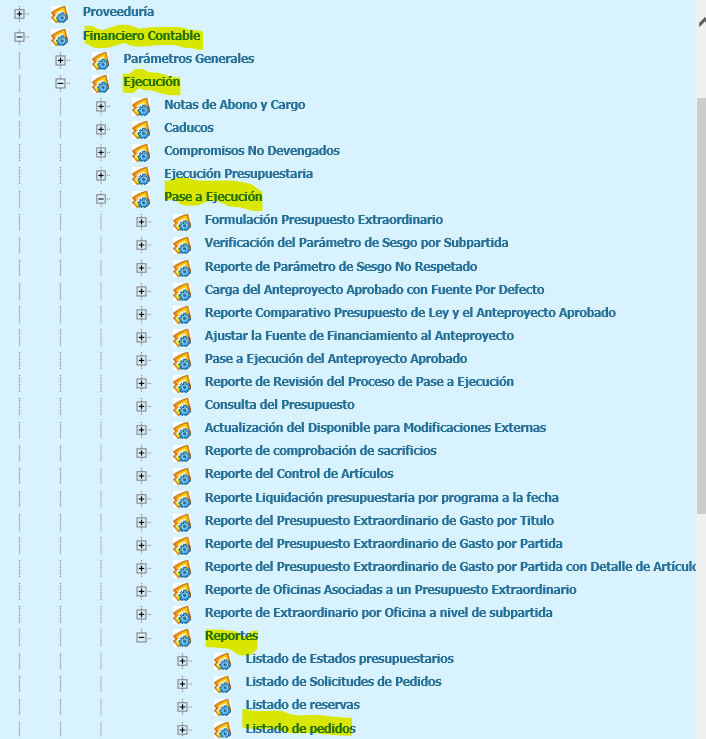 Proveeduría
Financiero Contable
Parámetros Generales
Ejecución
Notas de Abono y Cargo
Caducos
Compromisos No Devengados
Ejecución Presupuestaria
Pase a Ejecución
Formulación Presupuesto Extraordinario
Verificación del Parámetro de Sesgo por Subpartida
Reporte de Parámetro de Sesgo No Respetado
Carga del Anteproyecto Aprobado con Fuente Por Defecto
Reporte Comparativo Presupuesto de Ley y el Anteproyecto Aprobado
Ajustar la Fuente de Financiamiento al Anteproyecto
Pase a Ejecución del Anteproyecto Aprobado
Reporte de Revisión del Proceso de Pase a Ejecución
Consulta del Presupuesto
Actualización del Disponible para Modificaciones Externas
Reporte de comprobación de sacrificios
Reporte del Control de Artículos
Reporte Liquidación presupuestaria por programa a la fecha
Reporte del Presupuesto Extraordinario de Gasto por Titulo
Reporte del Presupuesto Extraordinario de Gasto por Partida
Reporte del Presupuesto Extraordinario de Gasto por Partida con Detalle de Artículo
Reporte de Oficinas Asociadas a un Presupuesto Extraordinario
Reporte de Extraordinario por Oficina a nivel de subpartida
Reportes
Listado de Estados presupuestarios
Listado de Solicitudes de Pedidos
Listado de reservas
Listado de pedidos